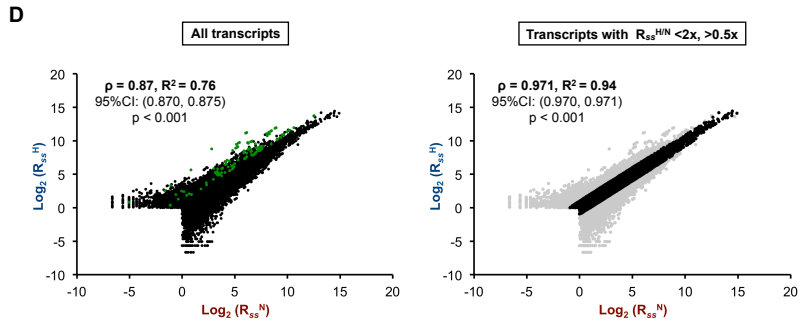 D
All transcripts
ρ = 0.87, R² = 0.76
95%CI: (0.870, 0.875)
p < 0.001
Log₂ (Rssᴴ)
20
15
10
5
0
-5
-10
-10 -5 0 5 10 15 20
Log₂ (Rssᴺ)
Transcripts with Rssᴴ/ᴺ <2x, >0.5x
ρ = 0.971, R² = 0.94
95%CI: (0.970, 0.971)
p < 0.001
Log₂ (Rssᴴ)
20
15
10
5
0
-5
-10
-10 -5 0 5 10 15 20
Log₂ (Rssᴺ)